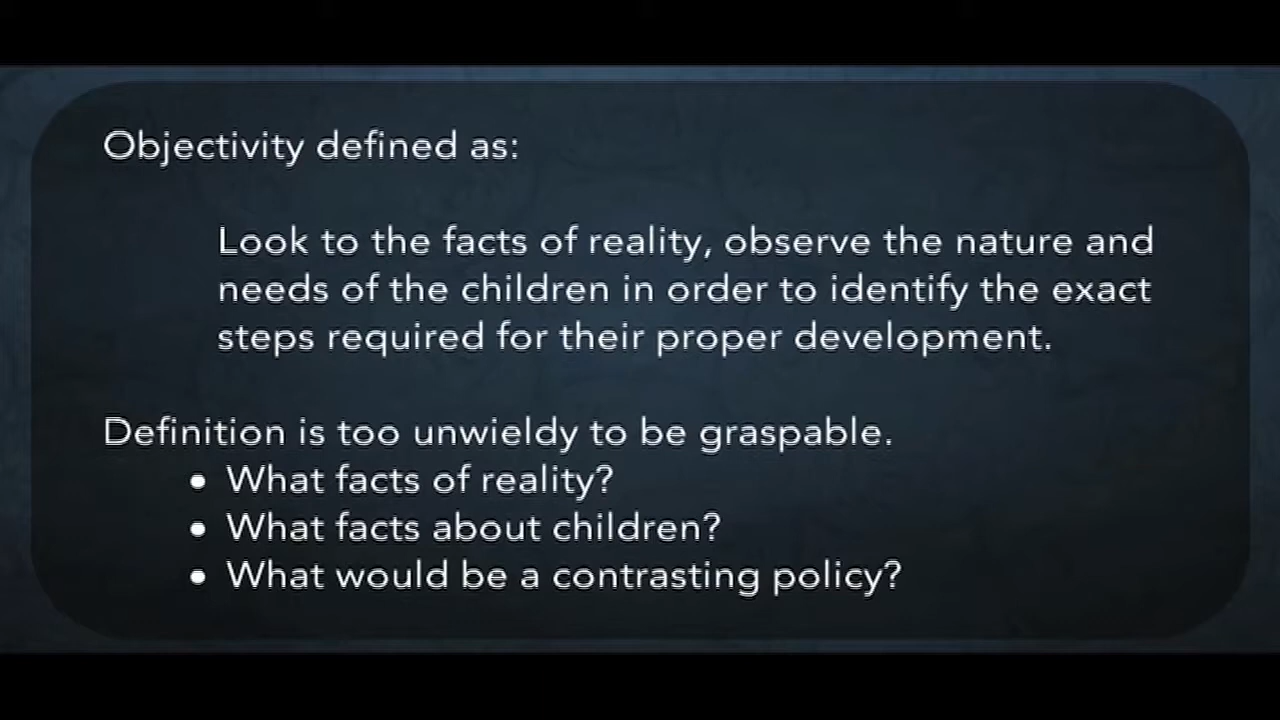 Objectivity defined as:
Look to the facts of reality, observe the nature and
needs of the children in order to identify the exact
steps required for their proper development.
Definition is too unwieldy to be graspable.
• What facts of reality?
• What facts about children?
• What would be a contrasting policy?